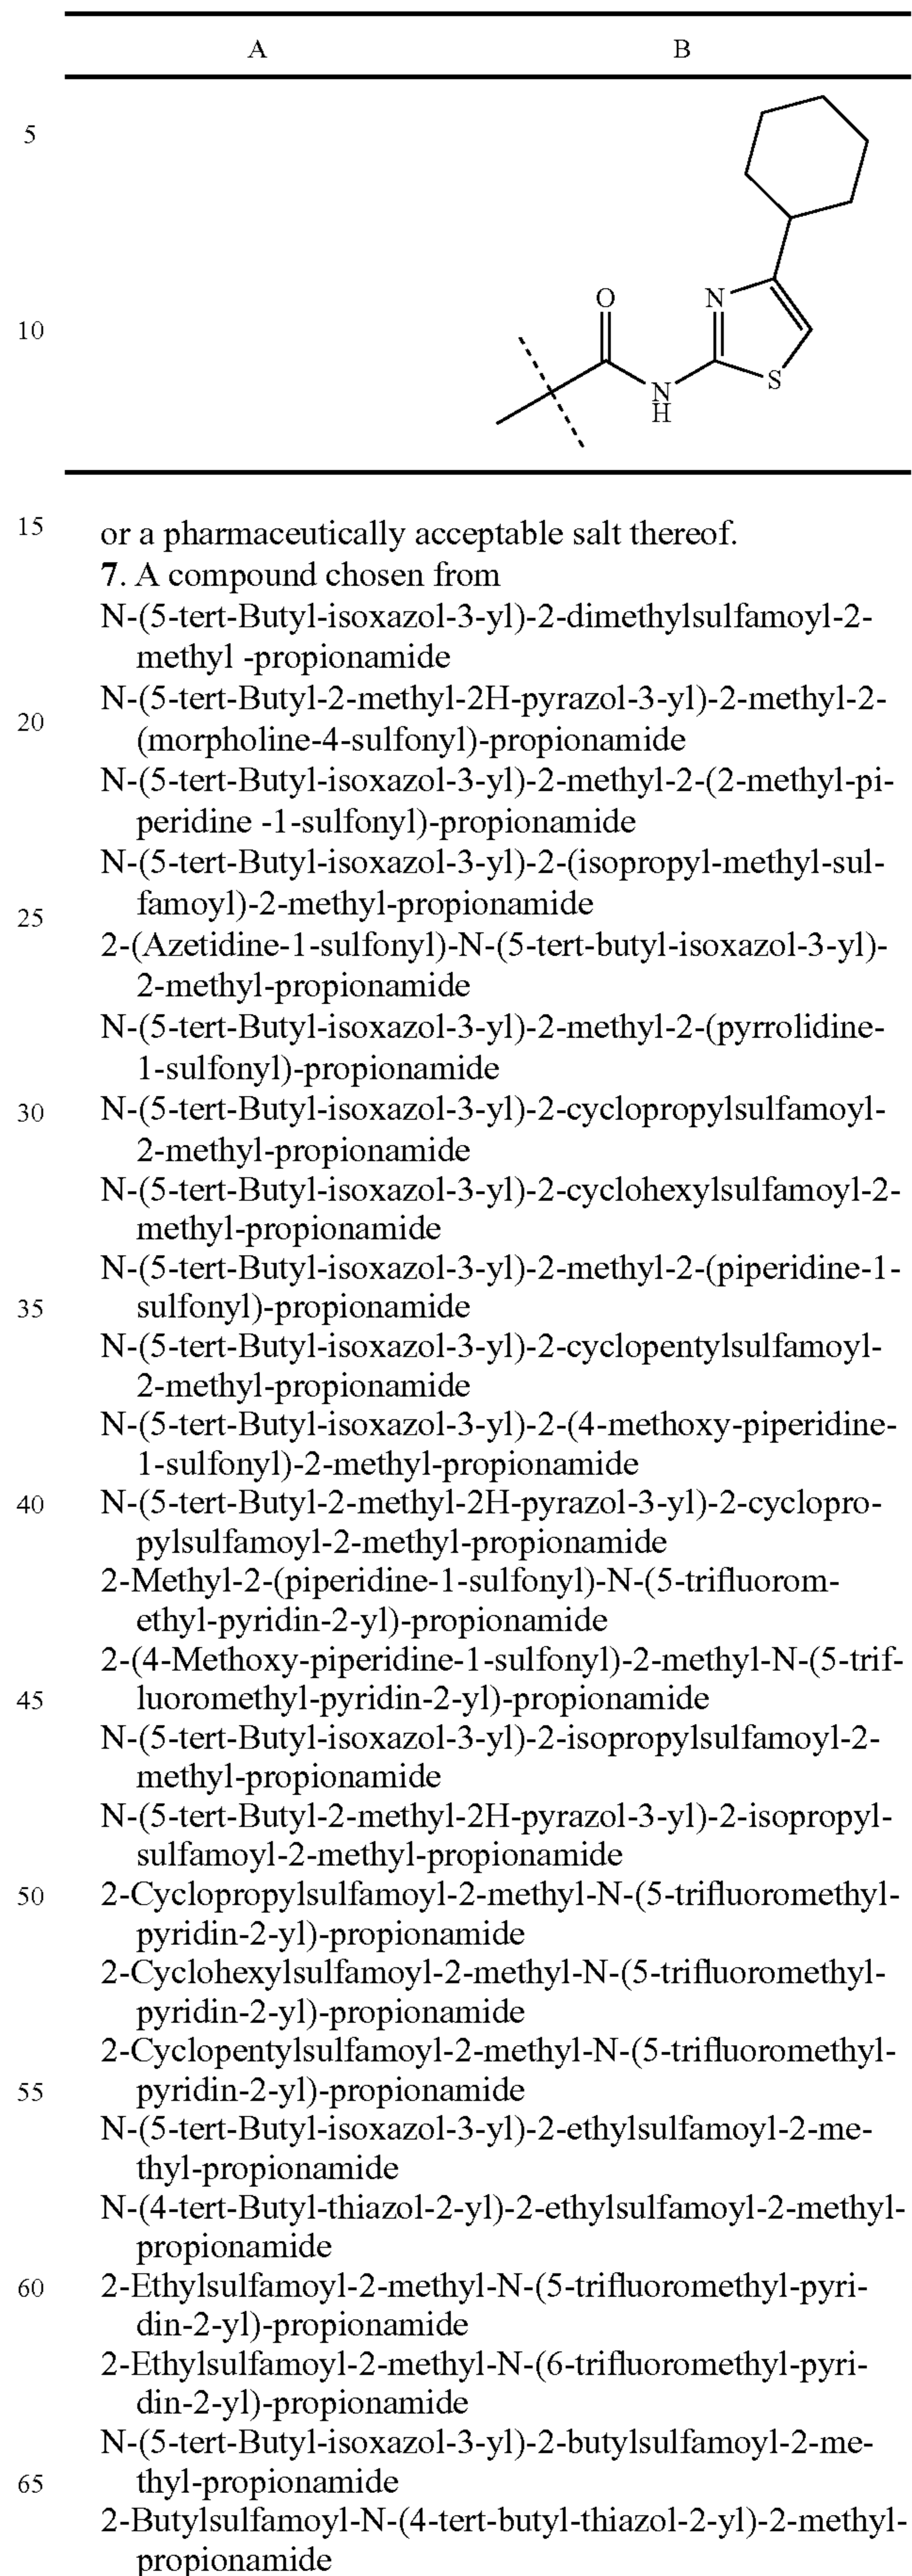 A B
5
O
N
10
S
N
H
15 or a pharmaceutically acceptable salt thereof.
7. A compound chosen from
N-(5-tert-Butyl-isoxazol-3-yl)-2-dimethylsulfamoyl-2-
methyl -propionamide
20 N-(5-tert-Butyl-2-methyl-2H-pyrazol-3-yl)-2-methyl-2-
(morpholine-4-sulfonyl)-propionamide
N-(5-tert-Butyl-isoxazol-3-yl)-2-methyl-2-(2-methyl-pi-
peridine -1-sulfonyl)-propionamide
N-(5-tert-Butyl-isoxazol-3-yl)-2-(isopropyl-methyl-sul-
25 famoyl)-2-methyl-propionamide
2-(Azetidine-1-sulfonyl)-N-(5-tert-butyl-isoxazol-3-yl)-
2-methyl-propionamide
N-(5-tert-Butyl-isoxazol-3-yl)-2-methyl-2-(pyrrolidine-
1-sulfonyl)-propionamide
30 N-(5-tert-Butyl-isoxazol-3-yl)-2-cyclopropylsulfamoyl-
2-methyl-propionamide
N-(5-tert-Butyl-isoxazol-3-yl)-2-cyclohexylsulfamoyl-2-
methyl-propionamide
N-(5-tert-Butyl-isoxazol-3-yl)-2-methyl-2-(piperidine-1-
35 sulfonyl)-propionamide
N-(5-tert-Butyl-isoxazol-3-yl)-2-cyclopentylsulfamoyl-
2-methyl-propionamide
N-(5-tert-Butyl-isoxazol-3-yl)-2-(4-methoxy-piperidine-
1-sulfonyl)-2-methyl-propionamide
40 N-(5-tert-Butyl-2-methyl-2H-pyrazol-3-yl)-2-cyclopro-
pylsulfamoyl-2-methyl-propionamide
2-Methyl-2-(piperidine-1-sulfonyl)-N-(5-trifluorom-
ethyl-pyridin-2-yl)-propionamide
2-(4-Methoxy-piperidine-1-sulfonyl)-2-methyl-N-(5-trif-
45 luoromethyl-pyridin-2-yl)-propionamide
N-(5-tert-Butyl-isoxazol-3-yl)-2-isopropylsulfamoyl-2-
methyl-propionamide
N-(5-tert-Butyl-2-methyl-2H-pyrazol-3-yl)-2-isopropyl-
sulfamoyl-2-methyl-propionamide
50 2-Cyclopropylsulfamoyl-2-methyl-N-(5-trifluoromethyl-
pyridin-2-yl)-propionamide
2-Cyclohexylsulfamoyl-2-methyl-N-(5-trifluoromethyl-
pyridin-2-yl)-propionamide
2-Cyclopentylsulfamoyl-2-methyl-N-(5-trifluoromethyl-
55 pyridin-2-yl)-propionamide
N-(5-tert-Butyl-isoxazol-3-yl)-2-ethylsulfamoyl-2-me-
thyl-propionamide
N-(4-tert-Butyl-thiazol-2-yl)-2-ethylsulfamoyl-2-methyl-
propionamide
60 2-Ethylsulfamoyl-2-methyl-N-(5-trifluoromethyl-pyri-
din-2-yl)-propionamide
2-Ethylsulfamoyl-2-methyl-N-(6-trifluoromethyl-pyri-
din-2-yl)-propionamide
N-(5-tert-Butyl-isoxazol-3-yl)-2-butylsulfamoyl-2-me-
65 thyl-propionamide
2-Butylsulfamoyl-N-(4-tert-butyl-thiazol-2-yl)-2-methyl-
propionamide